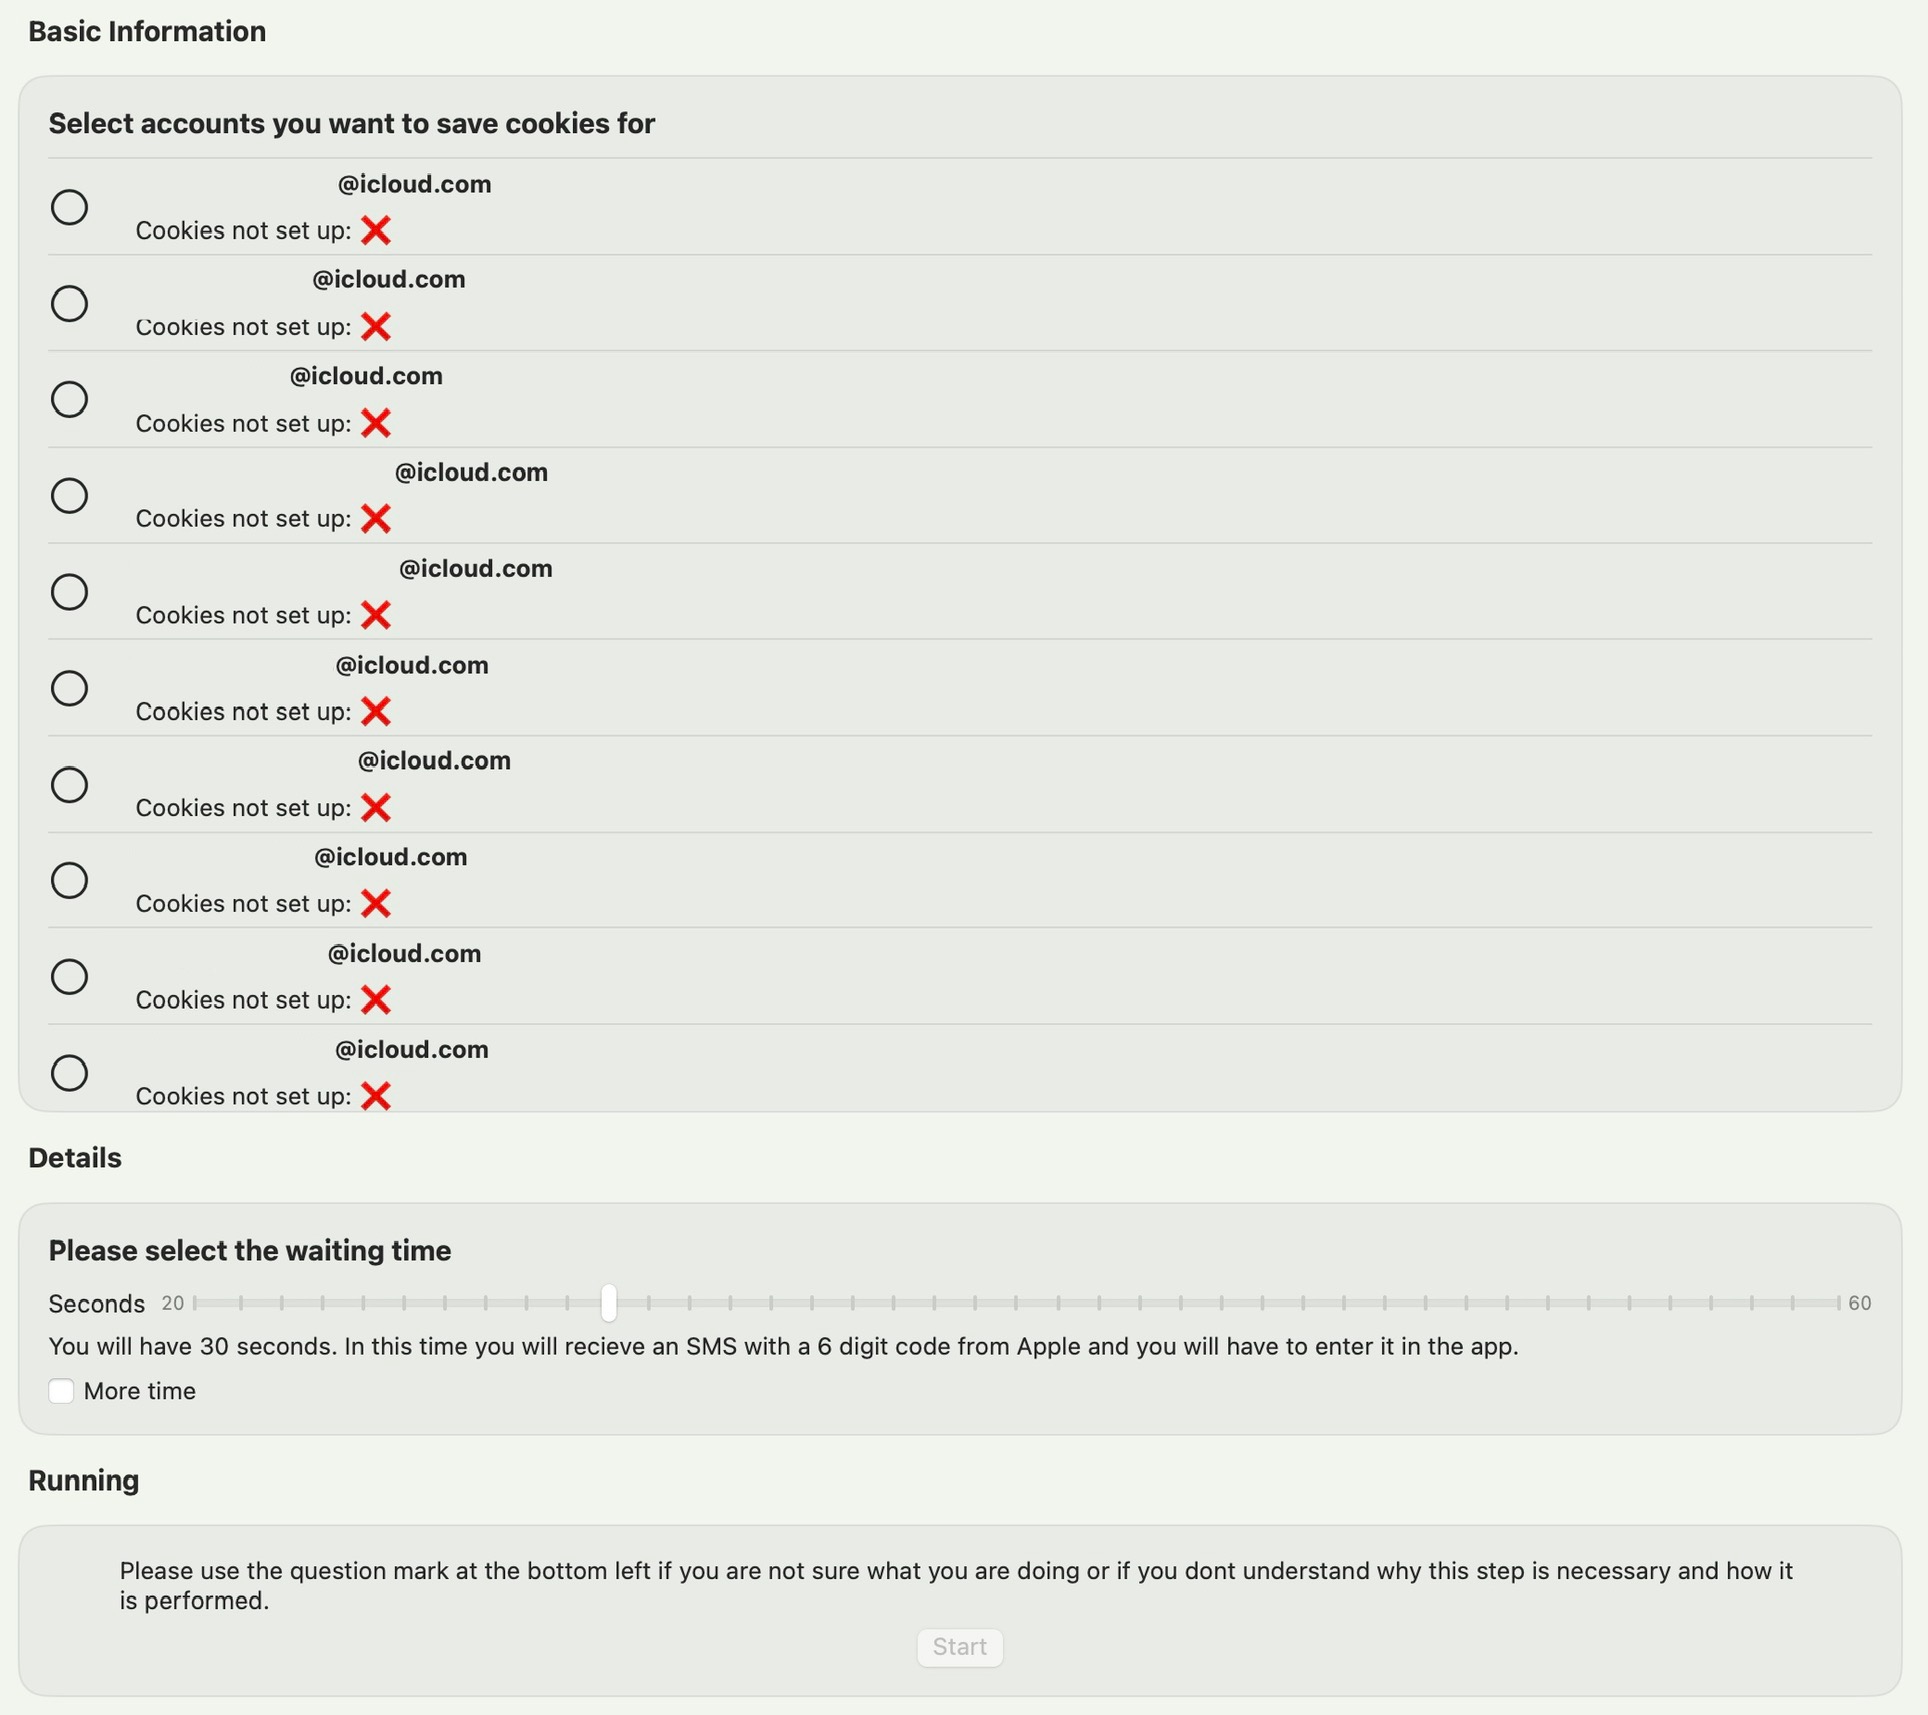 Basic Information
Select accounts you want to save cookies for
@icloud.com
Cookies not set up: ❌
@icloud.com
Cookies not set up: ❌
@icloud.com
Cookies not set up: ❌
@icloud.com
Cookies not set up: ❌
@icloud.com
Cookies not set up: ❌
@icloud.com
Cookies not set up: ❌
@icloud.com
Cookies not set up: ❌
@icloud.com
Cookies not set up: ❌
@icloud.com
Cookies not set up: ❌
@icloud.com
Cookies not set up: ❌
Details
Please select the waiting time
Seconds 20 60
You will have 30 seconds. In this time you will recieve an SMS with a 6 digit code from Apple and you will have to enter it in the app.
More time
Running
Please use the question mark at the bottom left if you are not sure what you are doing or if you dont understand why this step is necessary and how it
is performed.
Start